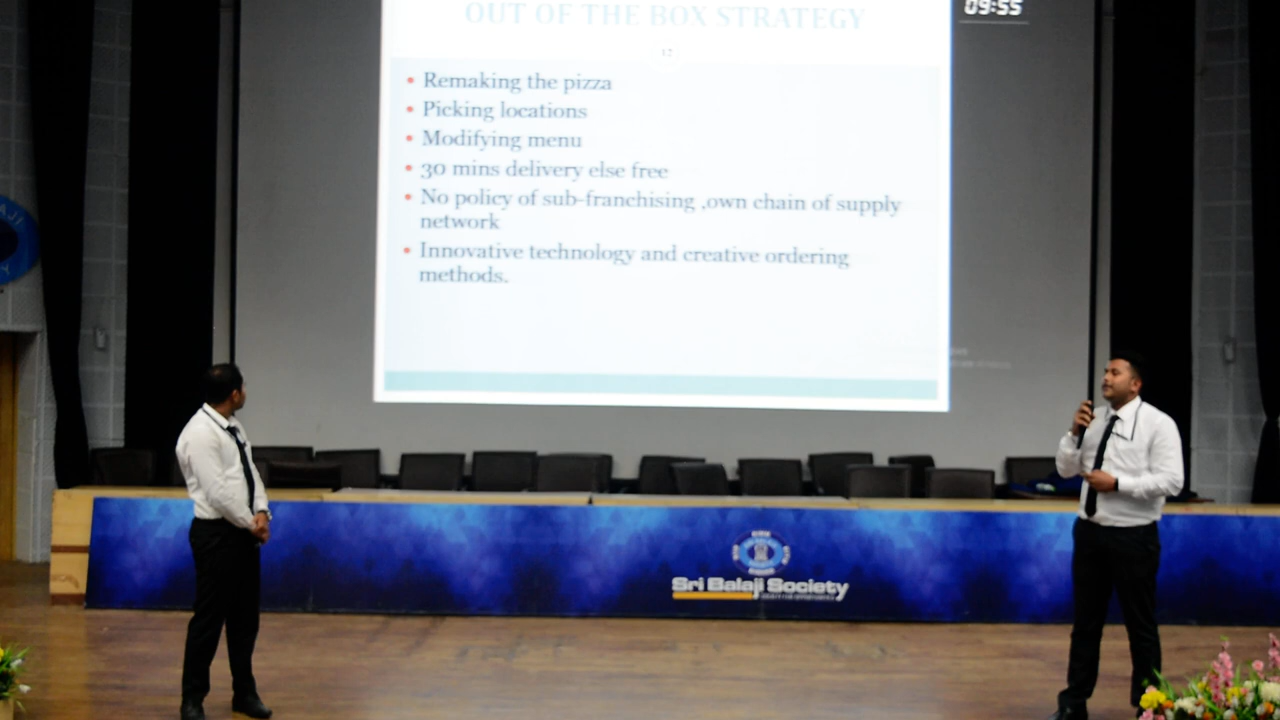 OUT OF THE BOX STRATEGY
09:55
• Remaking the pizza
• Picking locations
• Modifying menu
• 30 mins delivery else free
• No policy of sub-franchising ,own chain of supply
network
• Innovative technology and creative ordering
methods.
Sri Balaji Society